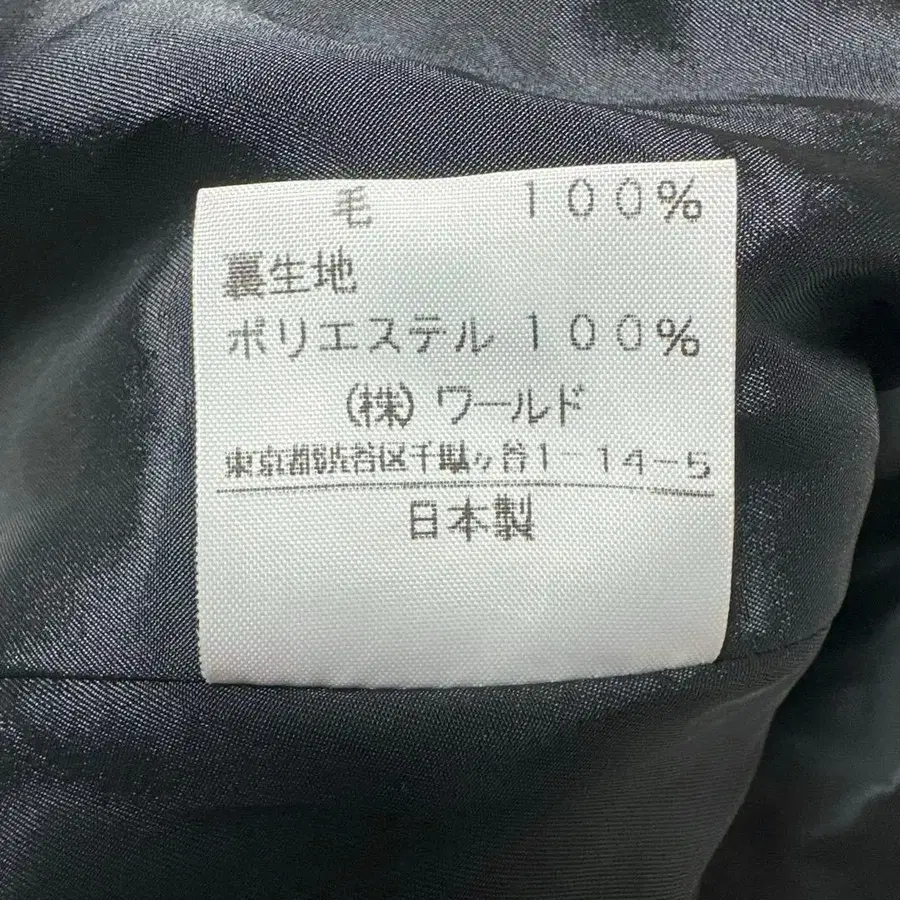 毛 100%
裏生地
ポリエステル 100%
(株) ワールド
東京都渋谷区千駄ヶ谷1-14-5
日本製